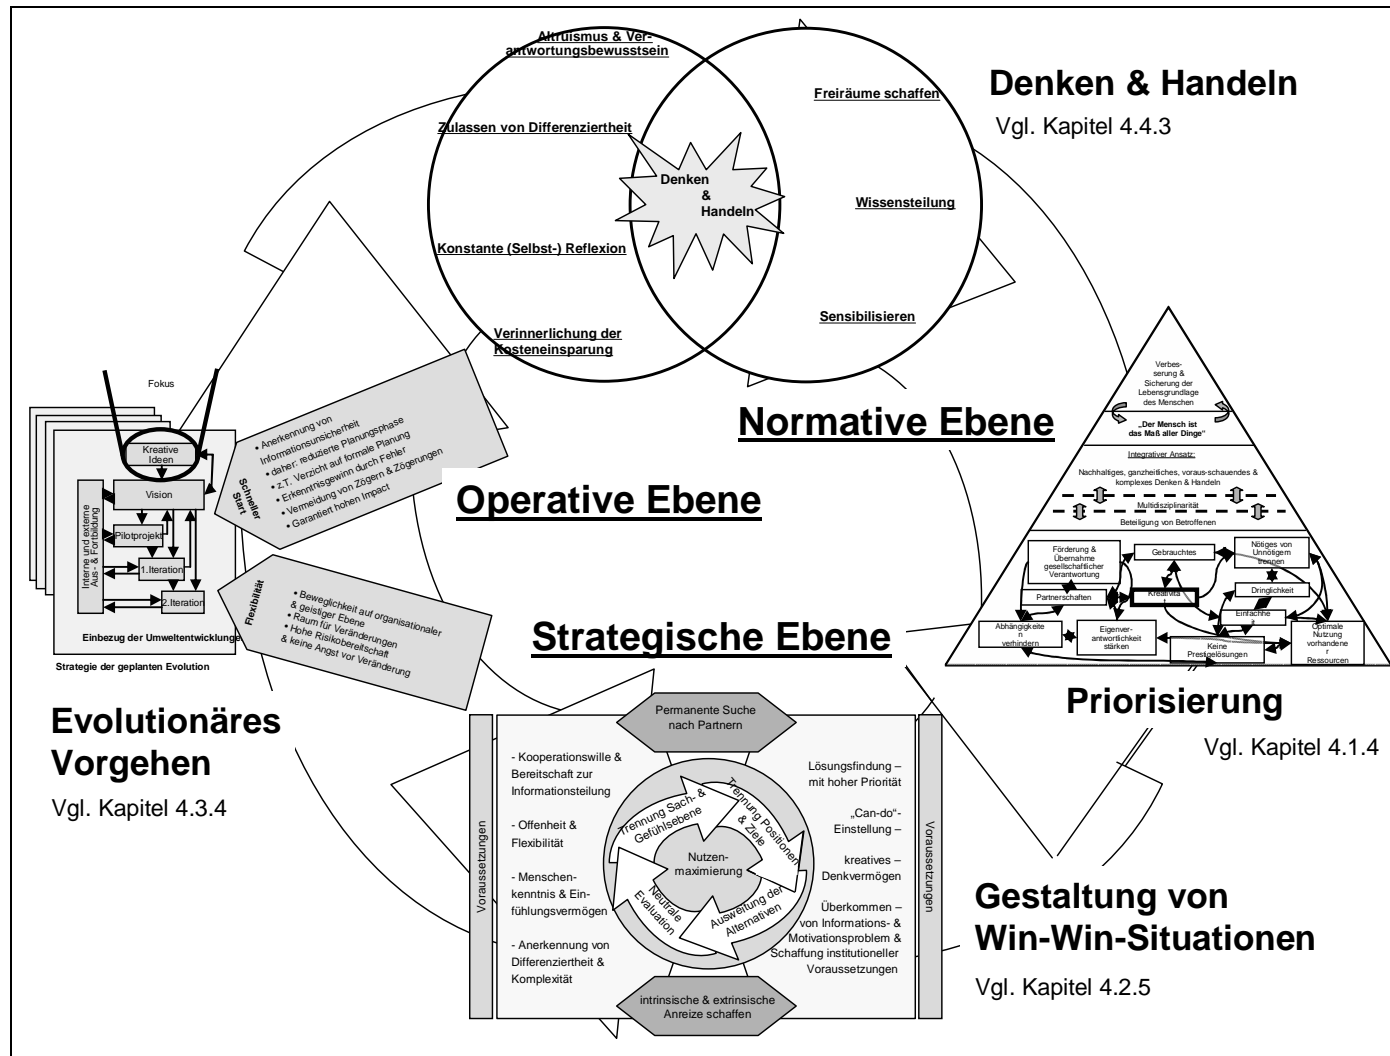 Altruismus & Ver-
antwortungsbewusstsein
Zulassen von Differenziertheit
Konstante (Selbst-) Reflexion
Verinnerlichung der
Kosteneinsparung
Denken
&
Handeln
Freiräume schaffen
Wissensteilung
Sensibilisieren
Denken & Handeln
Vgl. Kapitel 4.4.3
Normative Ebene
Operative Ebene
Strategische Ebene
Verbes-
serung &
Sicherung der
Lebensgrundlage
des Menschen
„Der Mensch ist
das Maß aller Dinge“
Integrativer Ansatz:
Nachhaltiges, ganzheitliches, voraus-schauendes &
komplexes Denken & Handeln
Multidisziplinarität
Beteiligung von Betroffenen
Förderung &
Übernahme
gesellschaftlicher
Verantwortung
Gebrauchtes
Nötiges von
Unnötigem
trennen
Partnerschaften
Kreativitä
Dringlichkeit
Einfachhe
it
Abhängigkeite
n
verhindern
Eigenver-
antwortlichkeit
stärken
Keine
Prestigelösungen
Optimale
Nutzung
vorhandene
r
Ressourcen
Priorisierung
Vgl. Kapitel 4.1.4
Fokus
Kreative
Ideen
Vision
Pilotprojekt
1.Iteration
2.Iteration
Interne und externe
Aus- & Fortbildung
Einbezug der Umweltentwicklungen
Strategie der geplanten Evolution
Schneller
Start
• Anerkennung von
Informationsunsicherheit
• daher: reduzierte Planungsphase
• z.T. Verzicht auf formale Planung
• Erkenntnisgewinn durch Fehler
• Vermeidung von Zögern & Zögerungen
• Garantiert hohen Impact
Flexibilität
• Beweglichkeit auf organisationaler
& geistiger Ebene
• Raum für Veränderungen
• Hohe Risikobereitschaft
& keine Angst vor Veränderung
Evolutionäres
Vorgehen
Vgl. Kapitel 4.3.4
Permanente Suche
nach Partnern
Voraussetzungen
- Kooperationswille &
Bereitschaft zur
Informationsteilung
- Offenheit &
Flexibilität
- Menschen-
kenntnis & Ein-
fühlungsvermögen
- Anerkennung von
Differenziertheit &
Komplexität
Trennung Sach- &
Gefühlsebene
Trennung Positionen
& Ziele
Ausweitung der
Alternativen
Neutrale
Evaluation
Nutzen-
maximierung
Lösungsfindung –
mit hoher Priorität
„Can-do“-
Einstellung –
kreatives –
Denkvermögen
Überkommen –
von Informations- &
Motivationsproblem &
Schaffung institutioneller
Voraussetzungen
Voraussetzungen
intrinsische & extrinsische
Anreize schaffen
Gestaltung von
Win-Win-Situationen
Vgl. Kapitel 4.2.5